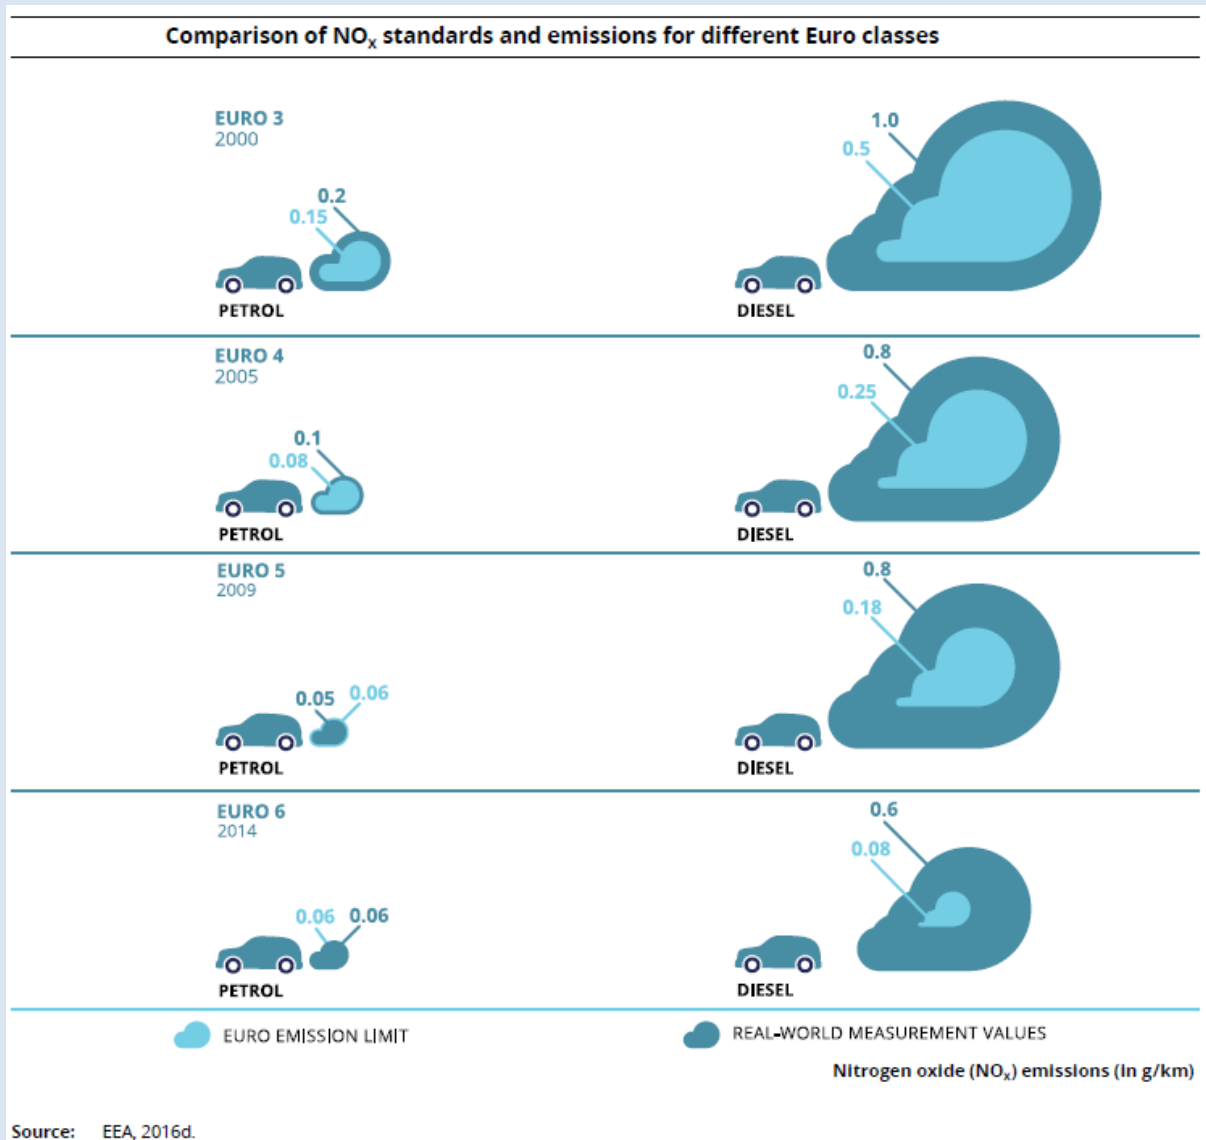 Comparison of NOx standards and emissions for different Euro classes
EURO 3
2000
0.2
0.15
PETROL
1.0
0.5
DIESEL
EURO 4
2005
0.1
0.08
PETROL
0.8
0.25
DIESEL
EURO 5
2009
0.05 0.06
PETROL
0.8
0.18
DIESEL
EURO 6
2014
0.06 0.06
PETROL
0.6
0.08
DIESEL
EURO EMISSION LIMIT
REAL-WORLD MEASUREMENT VALUES
Nitrogen oxide (NOx) emissions (In g/km)
Source: EEA, 2016d.